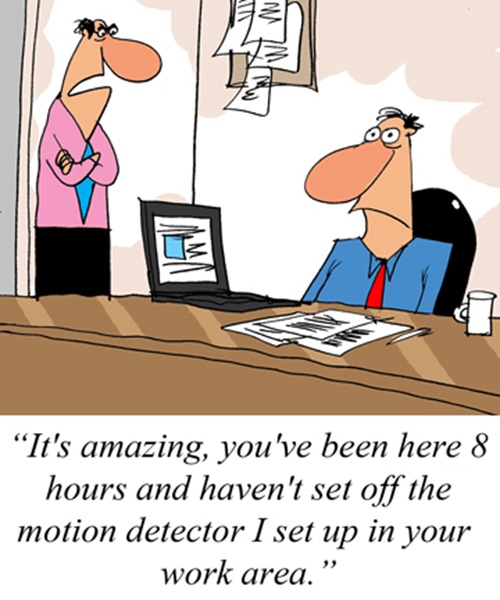 “It's amazing, you've been here 8
hours and haven't set off the
motion detector I set up in your
work area.”